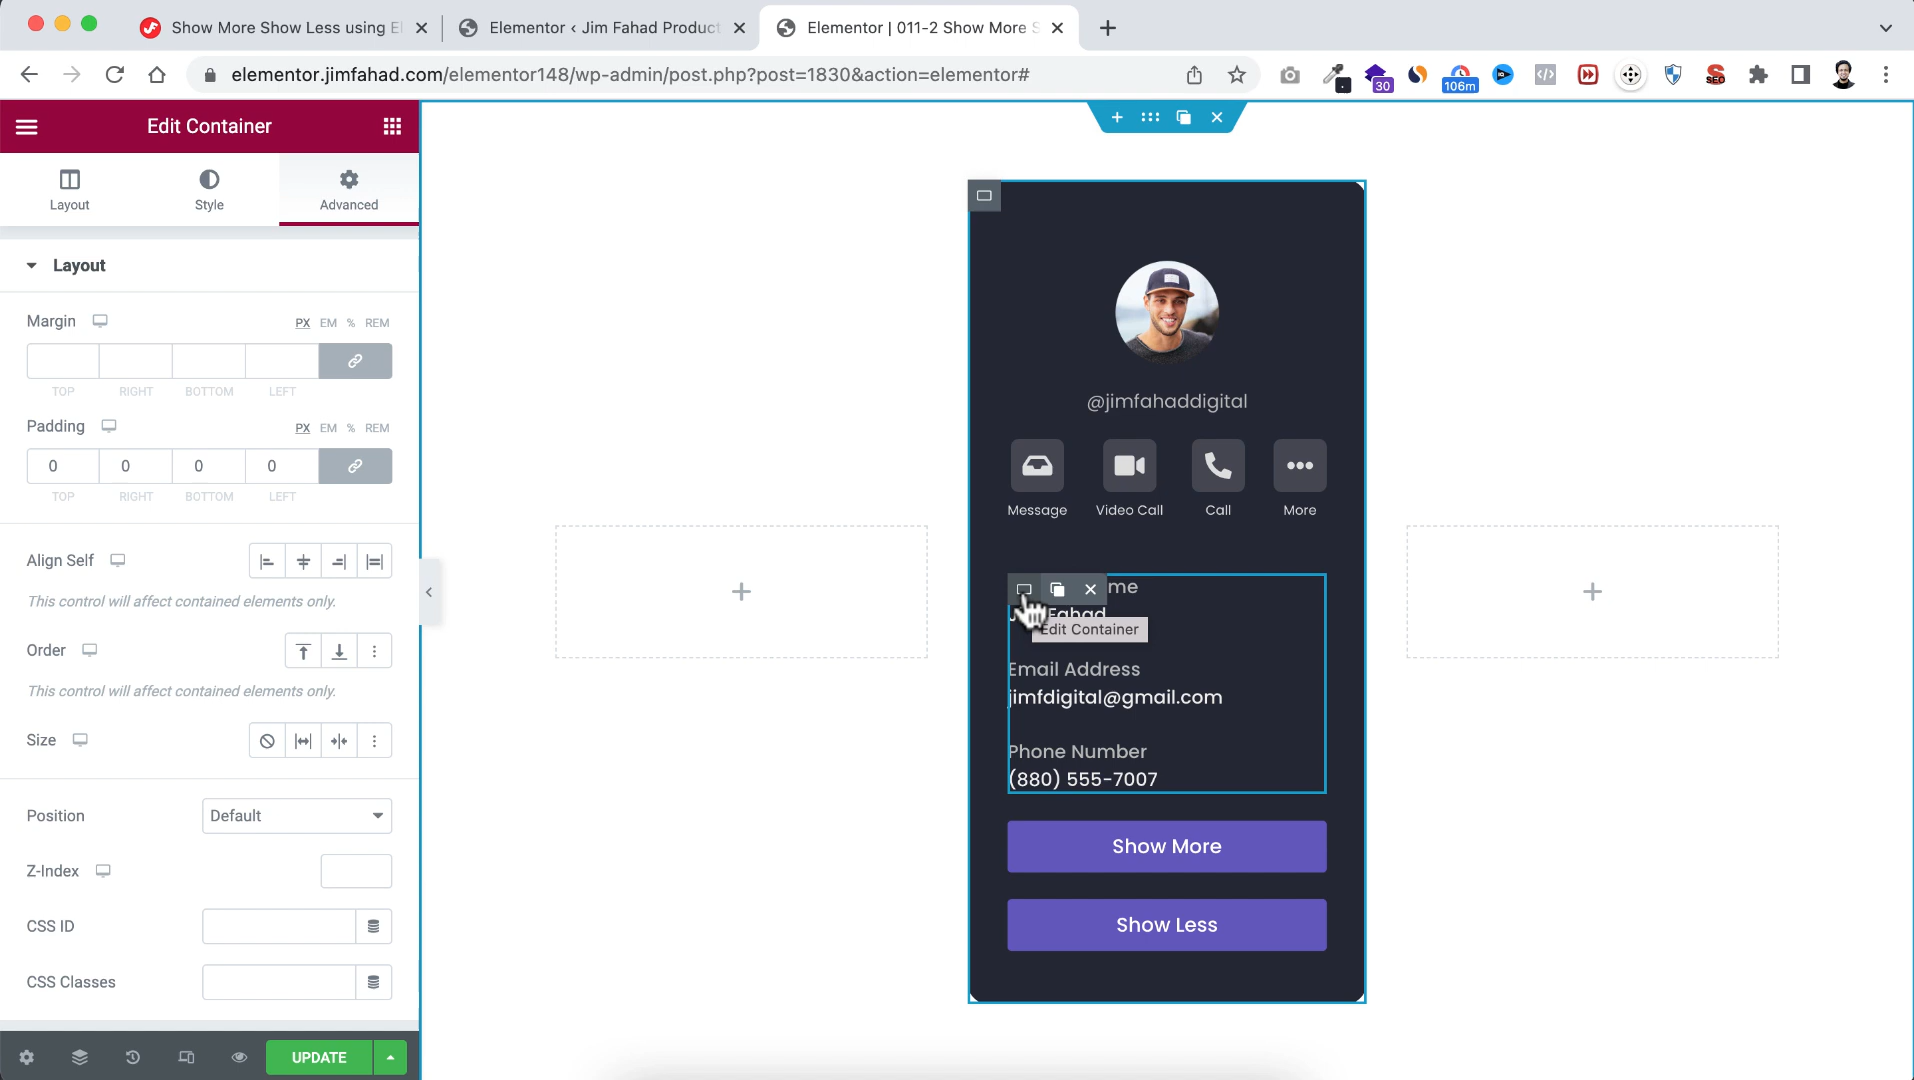 Show More Show Less using El
Elementor ‹ Jim Fahad Product
Elementor | 011-2 Show More S
elementor.jimfahad.com/elementor148/wp-admin/post.php?post=1830&action=elementor#
30
106m
SEO
Edit Container
Layout
Style
Advanced
Layout
Margin
PX EM % REM
TOP RIGHT BOTTOM LEFT
Padding
PX EM % REM
0 0 0 0
TOP RIGHT BOTTOM LEFT
Align Self
This control will affect contained elements only.
Order
This control will affect contained elements only.
Size
Position
Default
Z-Index
CSS ID
CSS Classes
UPDATE
@jimfahaddigital
Message Video Call Call More
me
Fahad
Edit Container
Email Address
jimfdigital@gmail.com
Phone Number
(880) 555-7007
Show More
Show Less